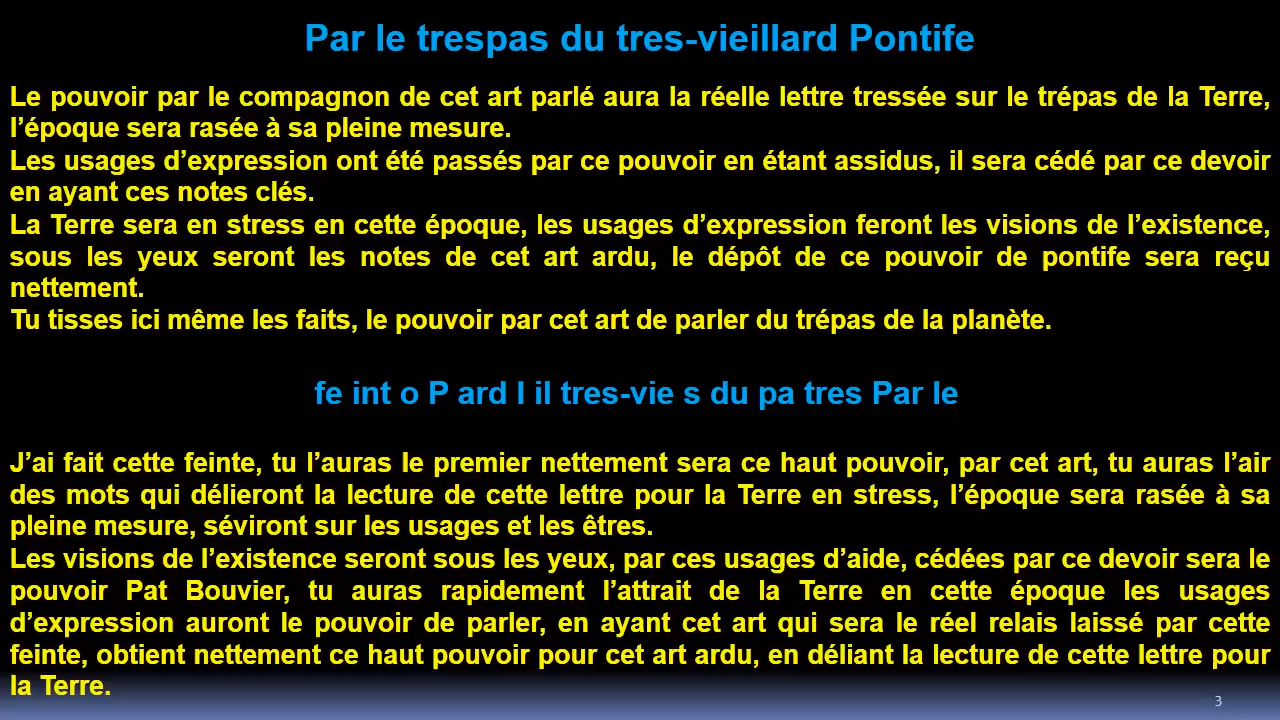 Par le trespas du tres-vieillard Pontife
Le pouvoir par le compagnon de cet art parlé aura la réelle lettre tressée sur le trépas de la Terre,
l’époque sera rasée à sa pleine mesure.
Les usages d’expression ont été passés par ce pouvoir en étant assidus, il sera cédé par ce devoir
en ayant ces notes clés.
La Terre sera en stress en cette époque, les usages d’expression feront les visions de l’existence,
sous les yeux seront les notes de cet art ardu, le dépôt de ce pouvoir de pontife sera reçu
nettement.
Tu tisses ici même les faits, le pouvoir par cet art de parler du trépas de la planète.
fe int o P ard l il tres-vie s du pa tres Par le
J’ai fait cette feinte, tu l’auras le premier nettement sera ce haut pouvoir, par cet art, tu auras l’air
des mots qui délieront la lecture de cette lettre pour la Terre en stress, l’époque sera rasée à sa
pleine mesure, séviront sur les usages et les êtres.
Les visions de l’existence seront sous les yeux, par ces usages d’aide, cédées par ce devoir sera le
pouvoir Pat Bouvier, tu auras rapidement l’attrait de la Terre en cette époque les usages
d’expression auront le pouvoir de parler, en ayant cet art qui sera le réel relais laissé par cette
feinte, obtient nettement ce haut pouvoir pour cet art ardu, en déliant la lecture de cette lettre pour
la Terre.
3